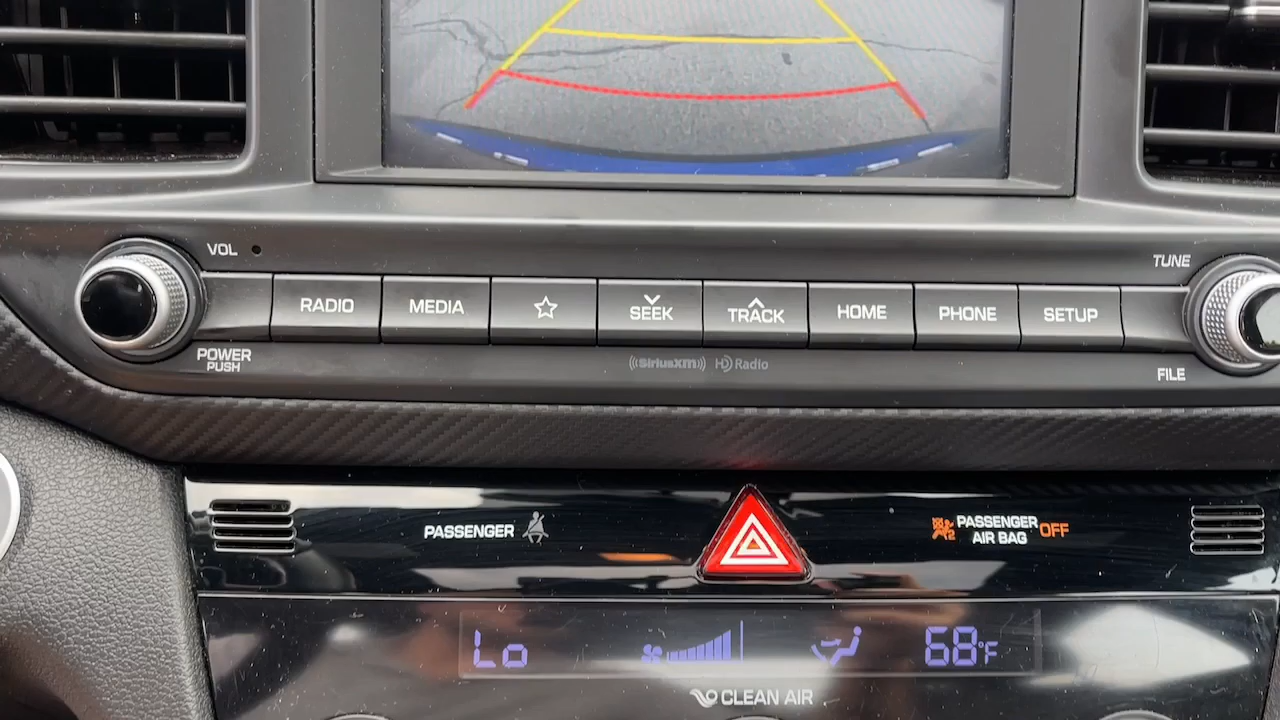 VOL
TUNE
RADIO
MEDIA
SEEK
TRACK
HOME
PHONE
SETUP
POWER
PUSH
SiriusXM
HD Radio
FILE
PASSENGER
PASSENGER
AIR BAG
OFF
Lo
68°F
CLEAN AIR